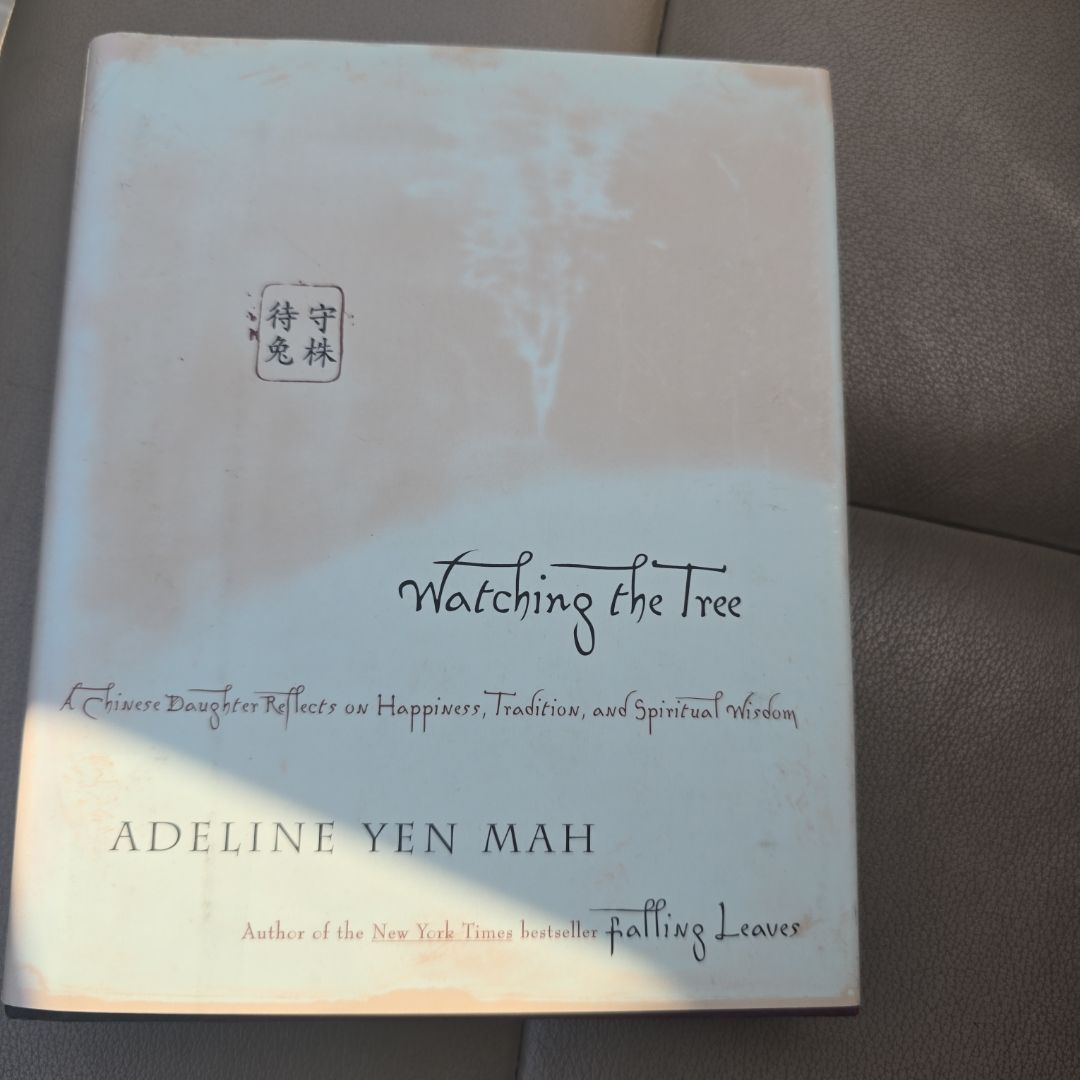 守株
待兔
Watching the Tree
A Chinese Daughter Reflects on Happiness, Tradition, and Spiritual Wisdom
ADELINE YEN MAH
Author of the New York Times bestseller Falling Leaves